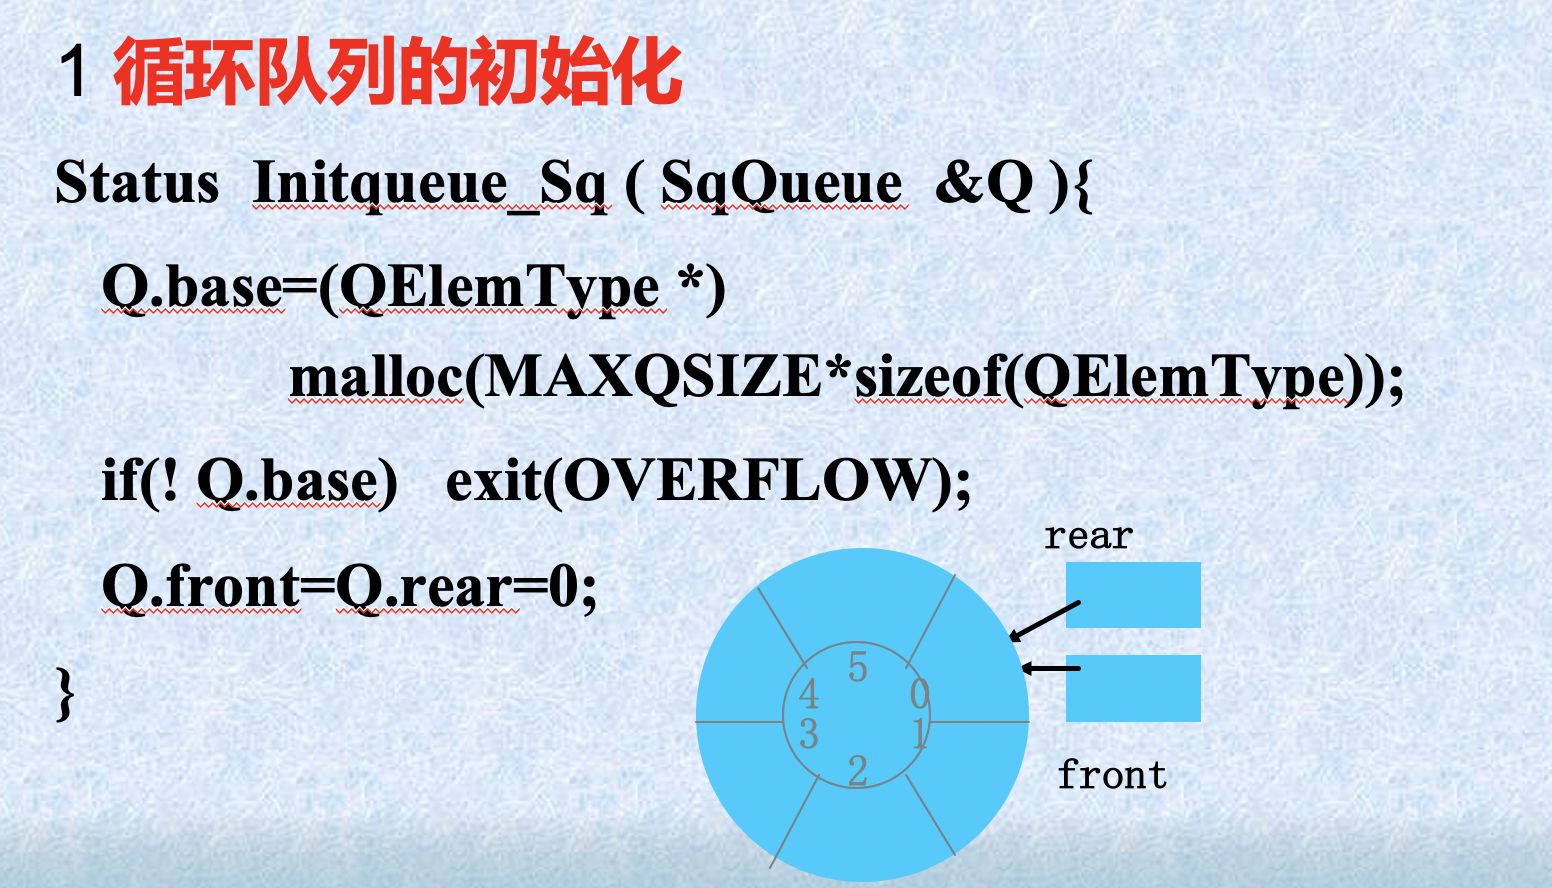 1 循环队列的初始化
Status Initqueue_Sq ( SqQueue &Q ){
Q.base=(QElemType *)
malloc(MAXQSIZE*sizeof(QElemType));
if(! Q.base) exit(OVERFLOW);
Q.front=Q.rear=0;
}
rear
5
4 0
3 1
2
front